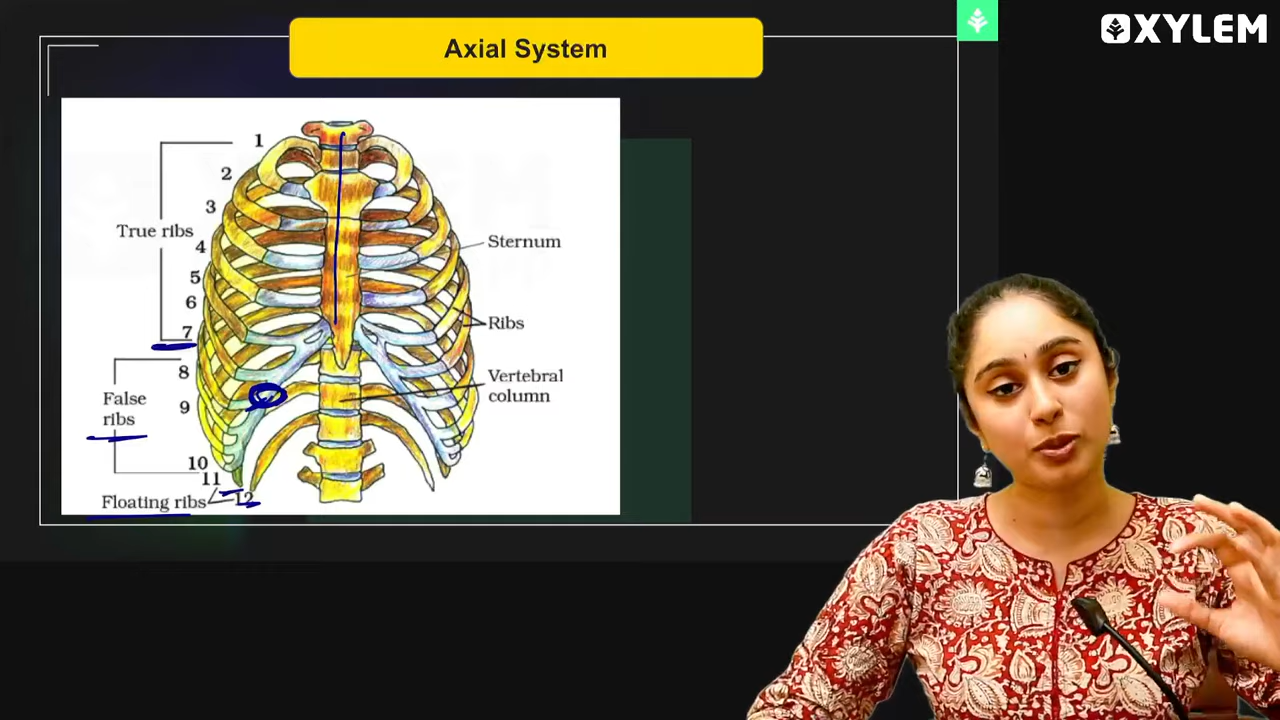 Axial System
XYLEM
1
2
3
True ribs
4
Sternum
5
6
Ribs
7
8
Vertebral
column
False
ribs
9
10
11
Floating ribs
12